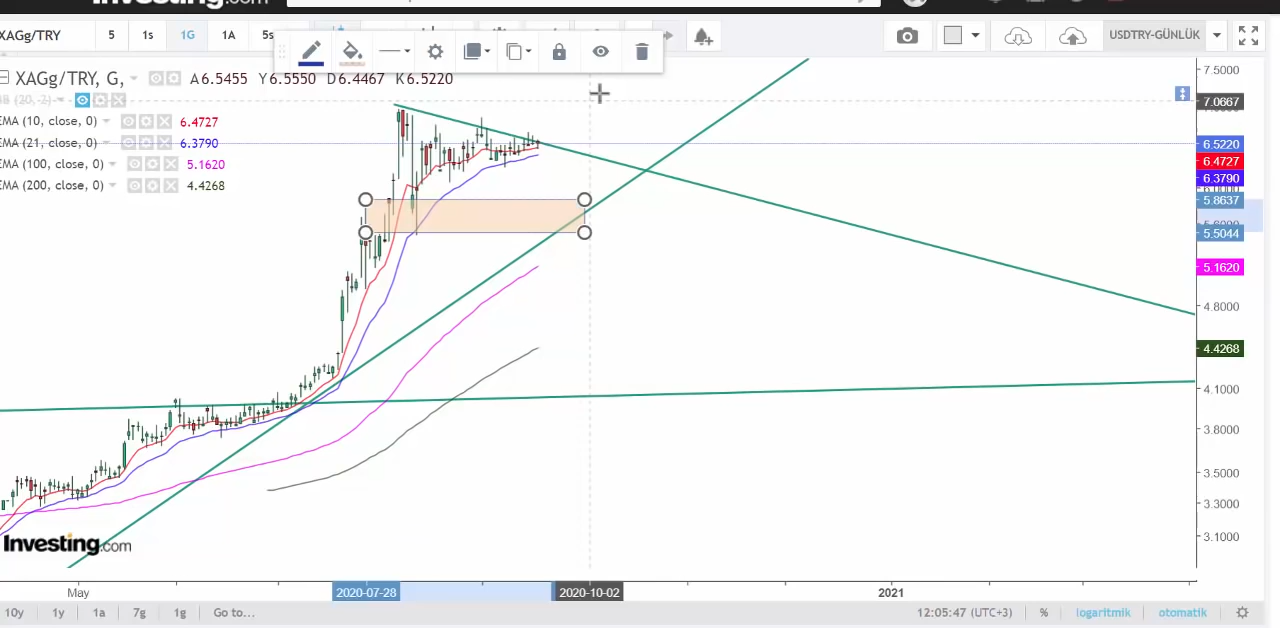 Investing.com
XAGg/TRY 5 1s 1G 1A 5s USDTRY-GÜNLÜK
XAGg/TRY, G, A6.5455 Y6.5550 D6.4467 K6.5220
(20, 2)
EMA (10, close, 0) 6.4727
EMA (21, close, 0) 6.3790
EMA (100, close, 0) 5.1620
EMA (200, close, 0) 4.4268
7.5000
7.0667
6.5220
6.4727
6.3790
5.8637
5.5044
5.1620
4.8000
4.4268
4.1000
3.8000
3.5000
3.3000
3.1000
Investing.com
May 2020-07-28 2020-10-02 2021
10y 1y 1a 7g 1g Go to... 12:05:47 (UTC+3) % logaritmik otomatik